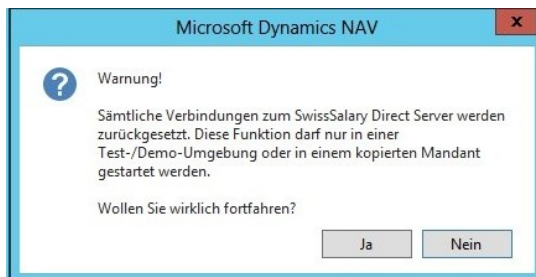 Microsoft Dynamics NAV
x
?
Warnung!
Sämtliche Verbindungen zum SwissSalary Direct Server werden
zurückgesetzt. Diese Funktion darf nur in einer
Test-/Demo-Umgebung oder in einem kopierten Mandant
gestartet werden.
Wollen Sie wirklich fortfahren?
Ja Nein